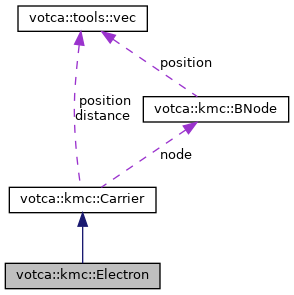 votca::tools::vec
position
position
distance
votca::kmc::BNode
node
votca::kmc::Carrier
votca::kmc::Electron